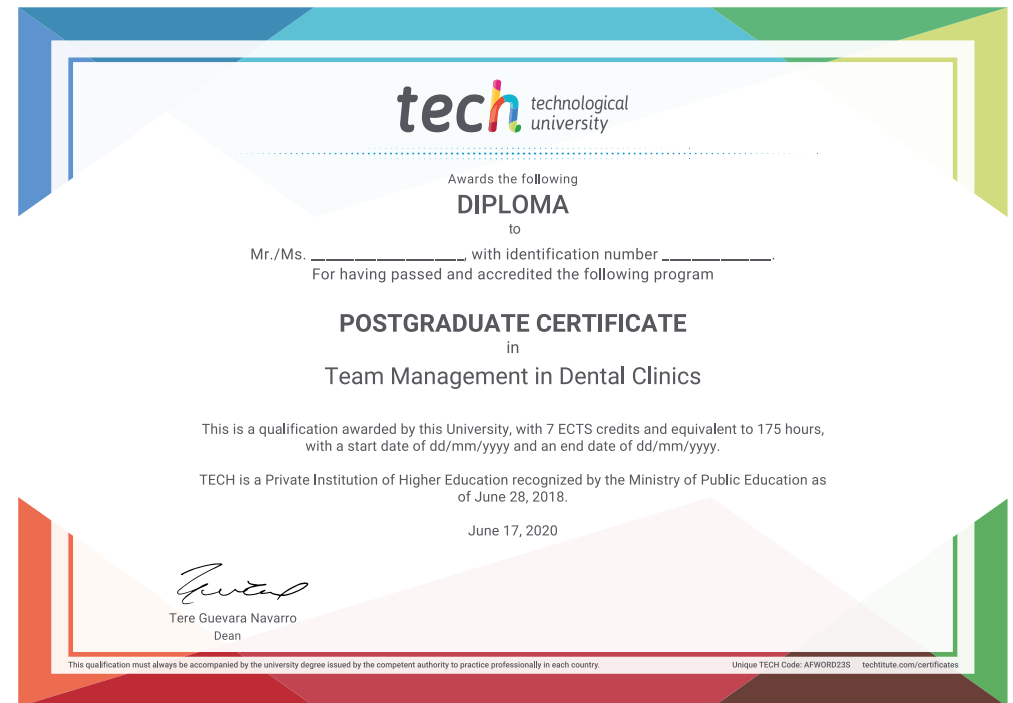 tech technological
university
Awards the following
DIPLOMA
to
Mr./Ms. _________________, with identification number ____________.
For having passed and accredited the following program
POSTGRADUATE CERTIFICATE
in
Team Management in Dental Clinics
This is a qualification awarded by this University, with 7 ECTS credits and equivalent to 175 hours,
with a start date of dd/mm/yyyy and an end date of dd/mm/yyyy.
TECH is a Private Institution of Higher Education recognized by the Ministry of Public Education as
of June 28, 2018.
June 17, 2020
Tere Guevara Navarro
Dean
This qualification must always be accompanied by the university degree issued by the competent authority to practice professionally in each country.
Unique TECH Code: AFWORD23S techtitute.com/certificates